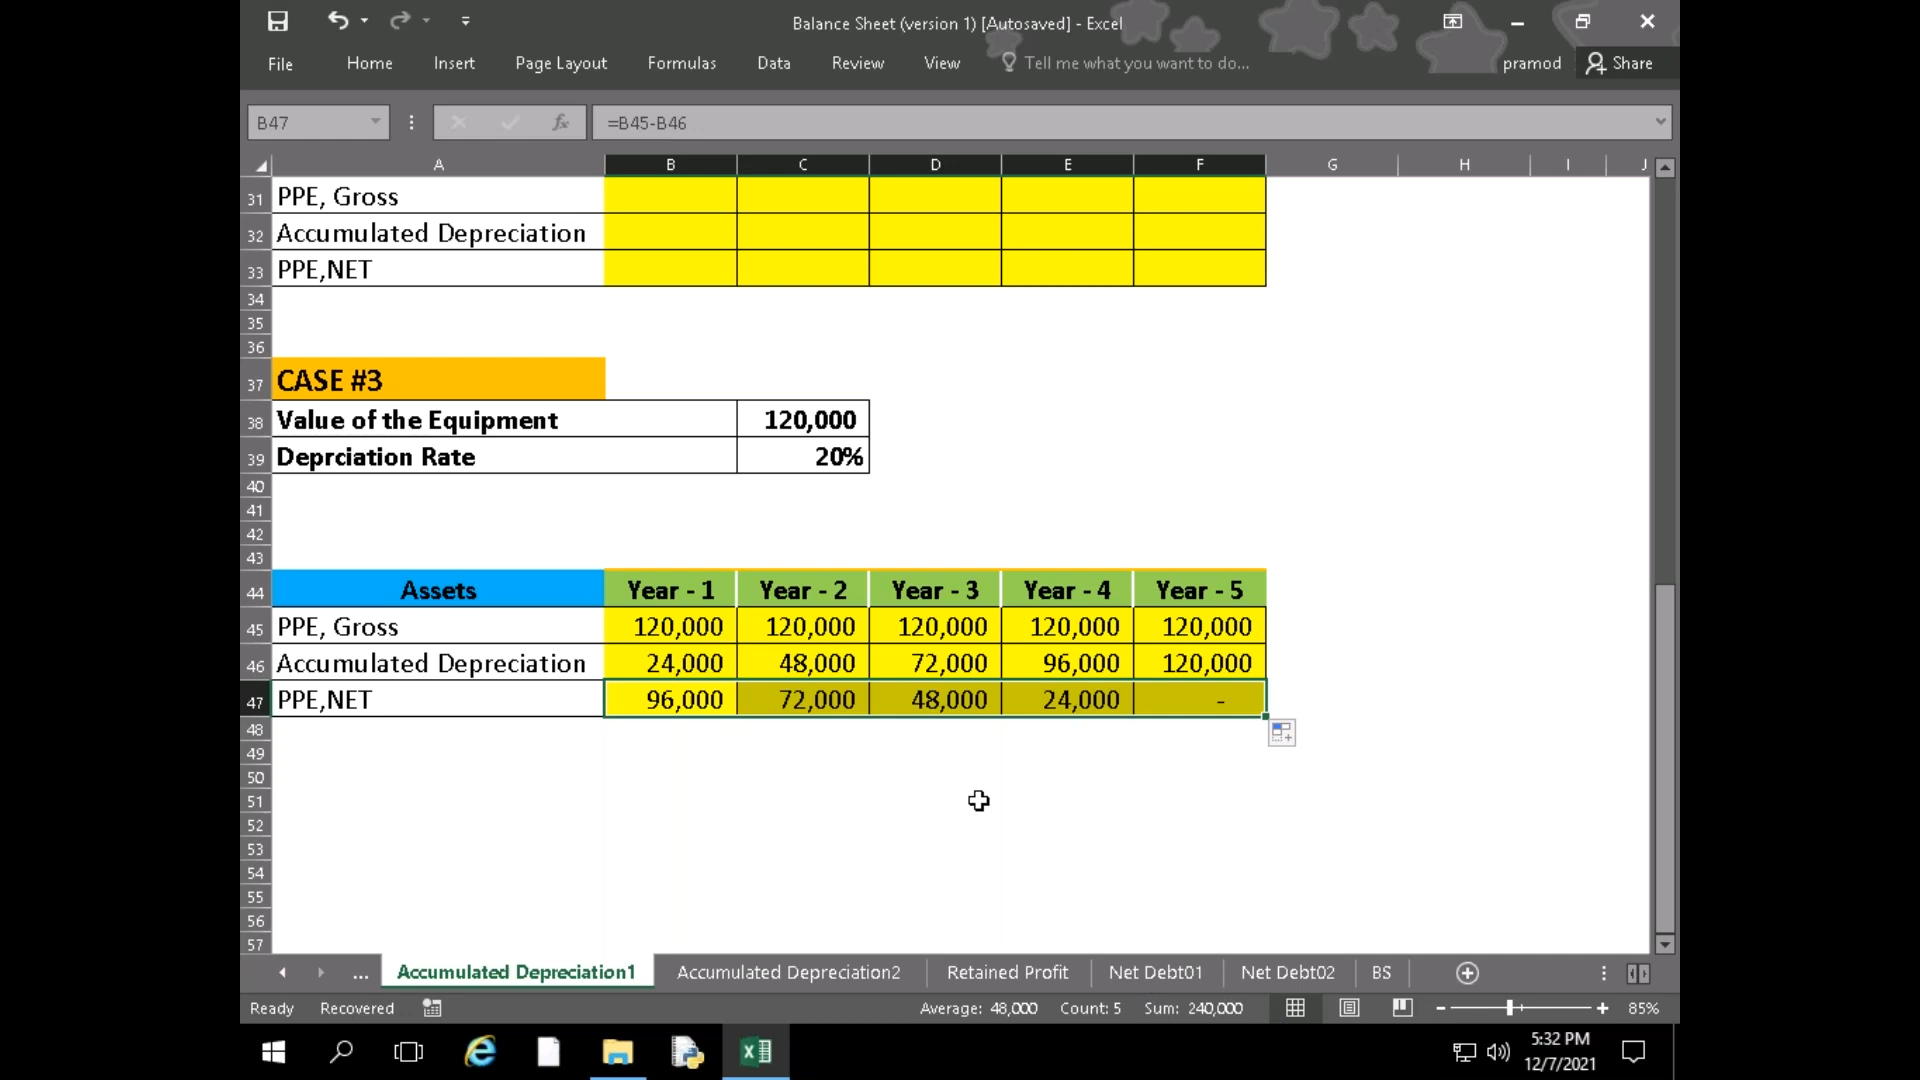 Balance Sheet (version 1) [Autosaved] - Excel
File Home Insert Page Layout Formulas Data Review View Tell me what you want to do... pramod Share
B47 fx =B45-B46
A B C D E F G H I J
31 PPE, Gross
32 Accumulated Depreciation
33 PPE,NET
34
35
36
37 CASE #3
38 Value of the Equipment 120,000
39 Deprciation Rate 20%
40
41
42
43
44 Assets Year - 1 Year - 2 Year - 3 Year - 4 Year - 5
45 PPE, Gross 120,000 120,000 120,000 120,000 120,000
46 Accumulated Depreciation 24,000 48,000 72,000 96,000 120,000
47 PPE,NET 96,000 72,000 48,000 24,000 -
48
49
50
51
52
53
54
55
56
57
... Accumulated Depreciation1 Accumulated Depreciation2 Retained Profit Net Debt01 Net Debt02 BS
Ready Recovered Average: 48,000 Count: 5 Sum: 240,000 85%
5:32 PM
12/7/2021